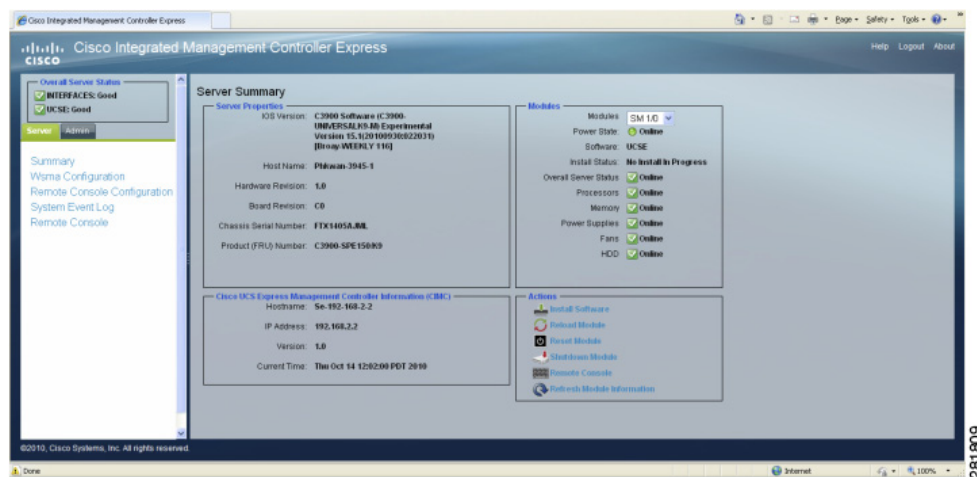 Cisco Integrated Management Controller Express
Page Safety Tools
CISCO
Cisco Integrated Management Controller Express
Help Logout About
Overall Server Status
INTERFACES: Good
UCSE: Good
Server Admin
Summary
Wsma Configuration
Remote Console Configuration
System Event Log
Remote Console
Server Summary
Server Properties
IOS Version: C3900 Software (C3900-
UNIVERSALK9-M) Experimental
Version 15.1(20100930:022031)
116]
Host Name: Phkwan-3945-1
Hardware Revision: 1.0
Board Revision: C0
Chassis Serial Number: FTX1405AJML
Product (FRU) Number: C3900-SPE150/K9
Modules
Modules SM 1/0
Power State: Online
Software: UCSE
Install Status: No Install In Progress
Overall Server Status Online
Processors Online
Memory Online
Power Supplies Online
Fans Online
HDD Online
Cisco UCS Express Management Controller Information (CIMC)
Hostname: Se-192-168-2-2
IP Address: 192.168.2.2
Version: 1.0
Current Time: Thu Oct 14 12:02:00 PDT 2010
Actions
Install Software
Reload Module
Reset Module
Shutdown Module
Remote Console
Refresh Module Information
©2010, Cisco Systems, Inc. All rights reserved.
Done
Internet
100%
281809